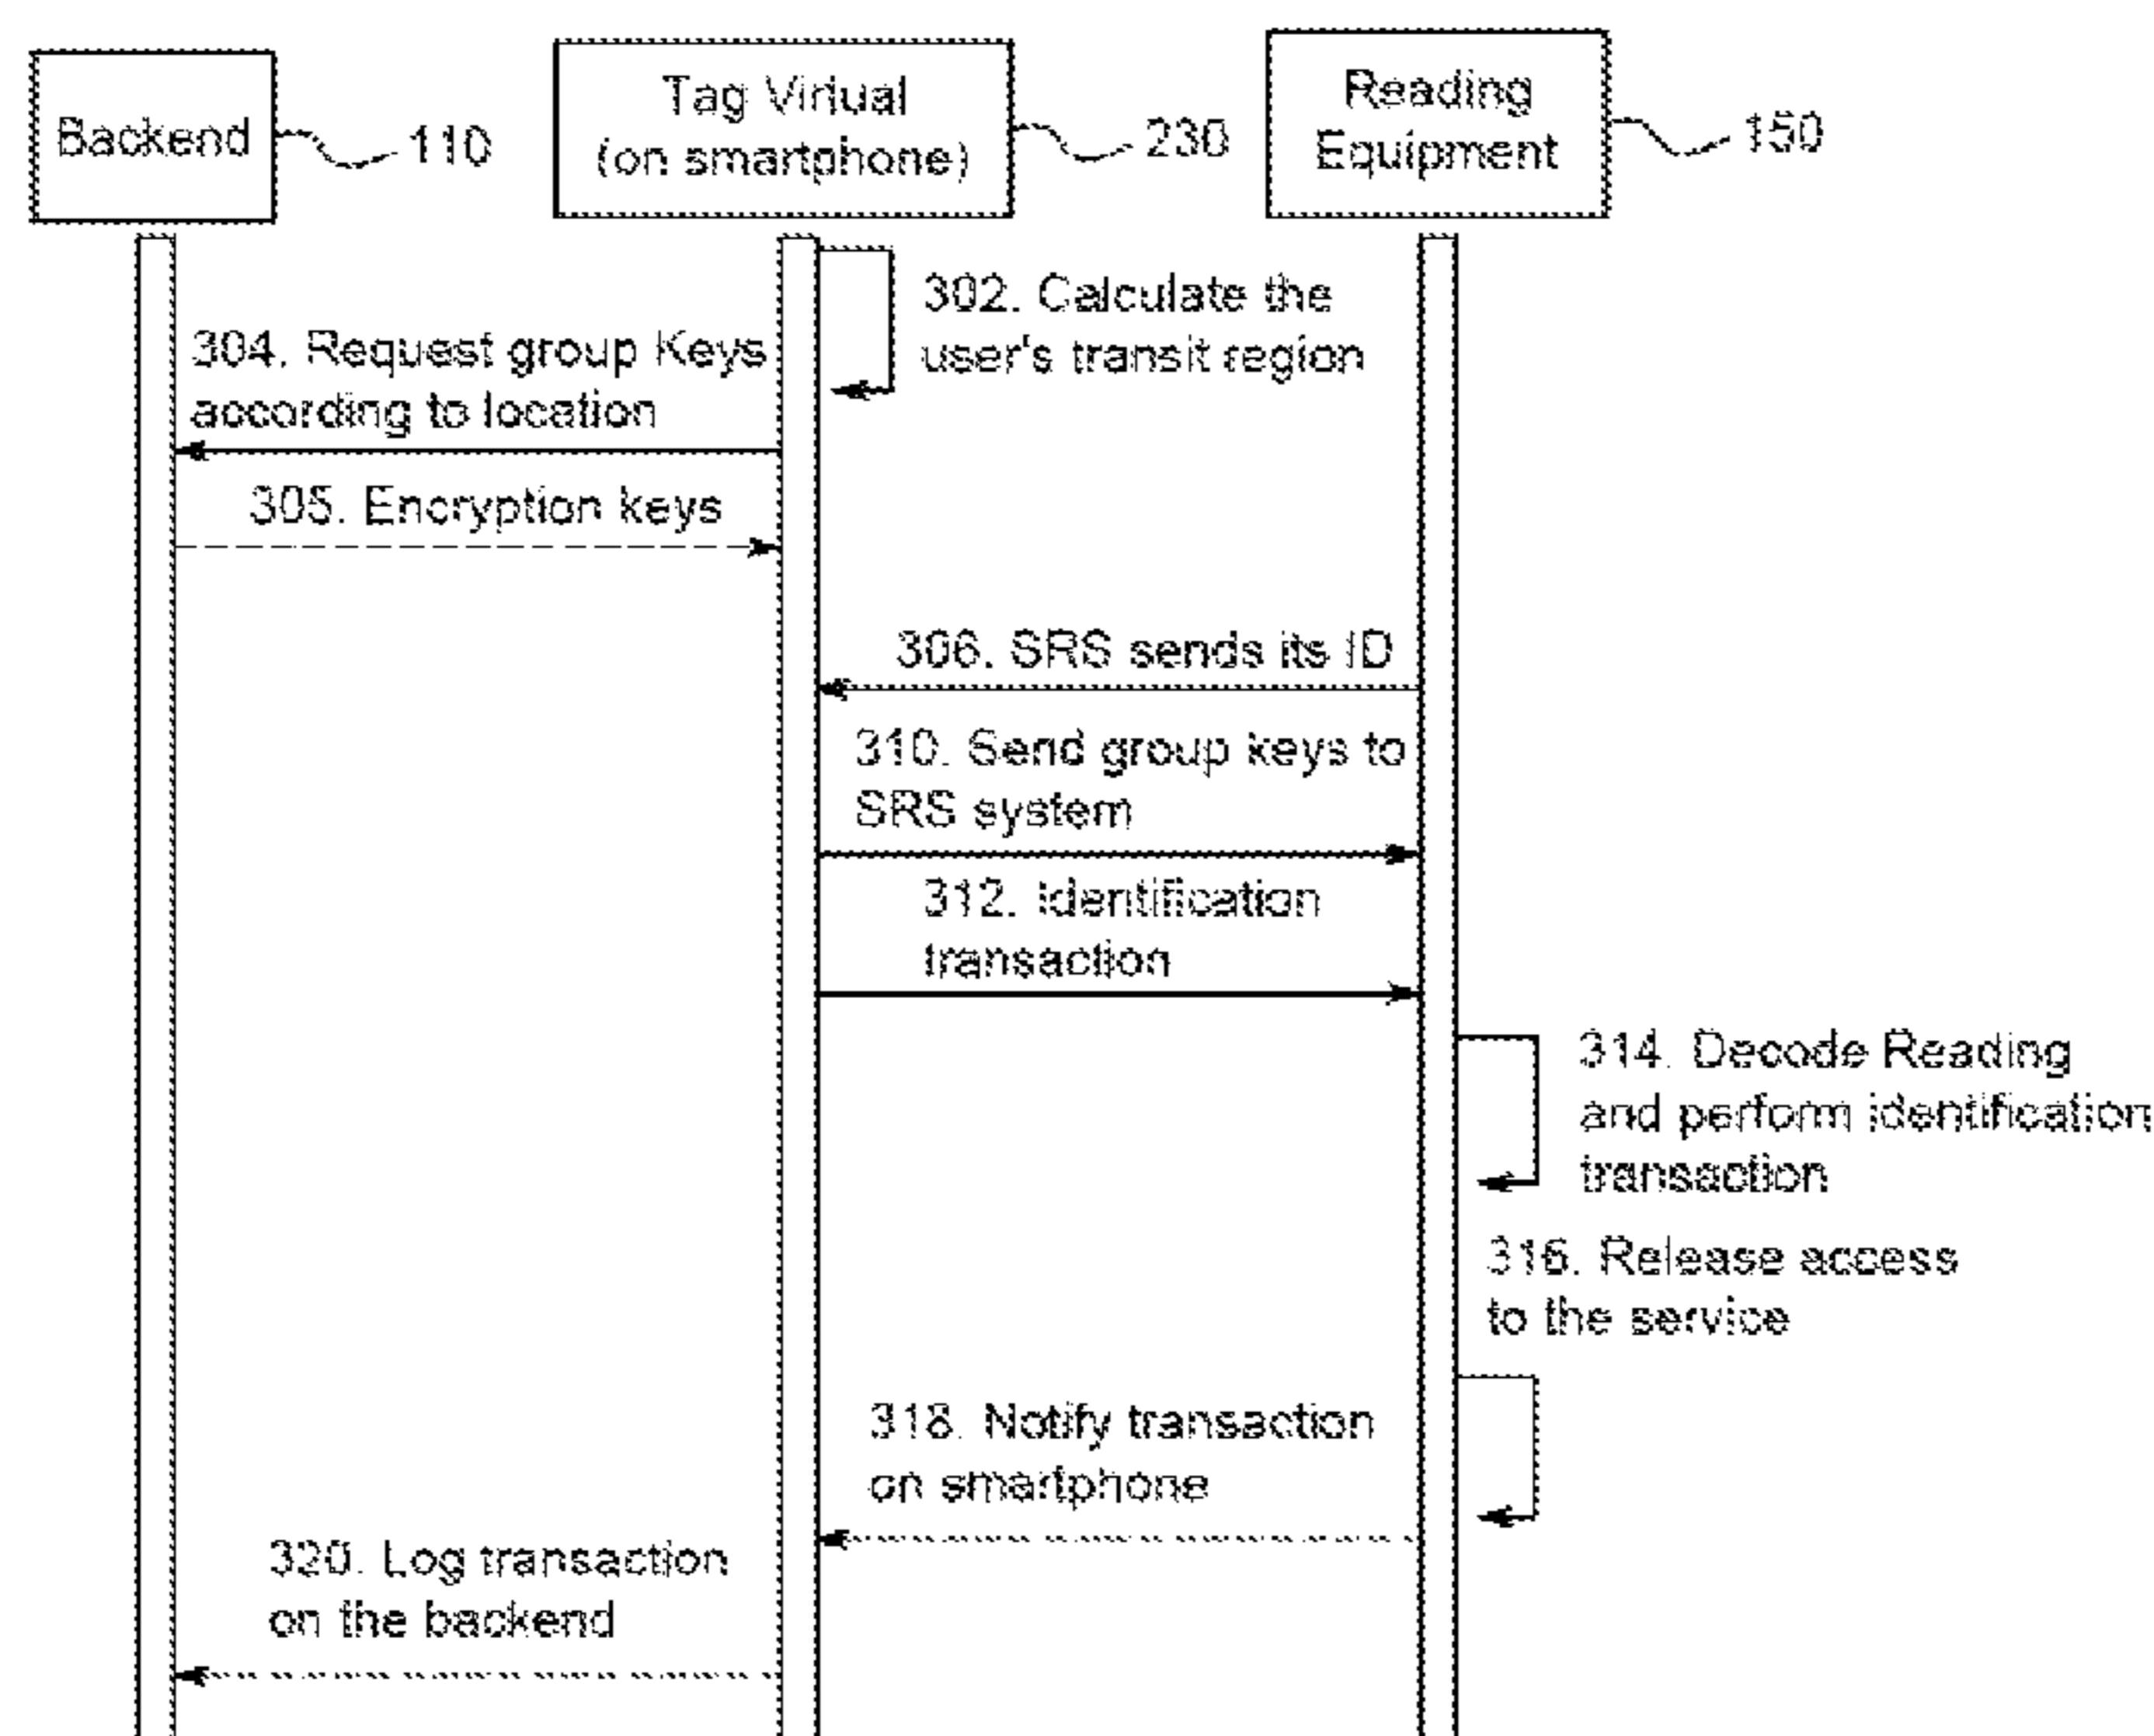 Backend
110
Tag Virtual
(on smartphone)
230
Reading
Equipment
150
302. Calculate the
user's transit region
304. Request group Keys
according to location
305. Encryption keys
306. SRS sends its ID
310. Send group keys to
SRS system
312. Identification
transaction
314. Decode Reading
and perform identification
transaction
316. Release access
to the service
318. Notify transaction
on smartphone
320. Log transaction
on the backend